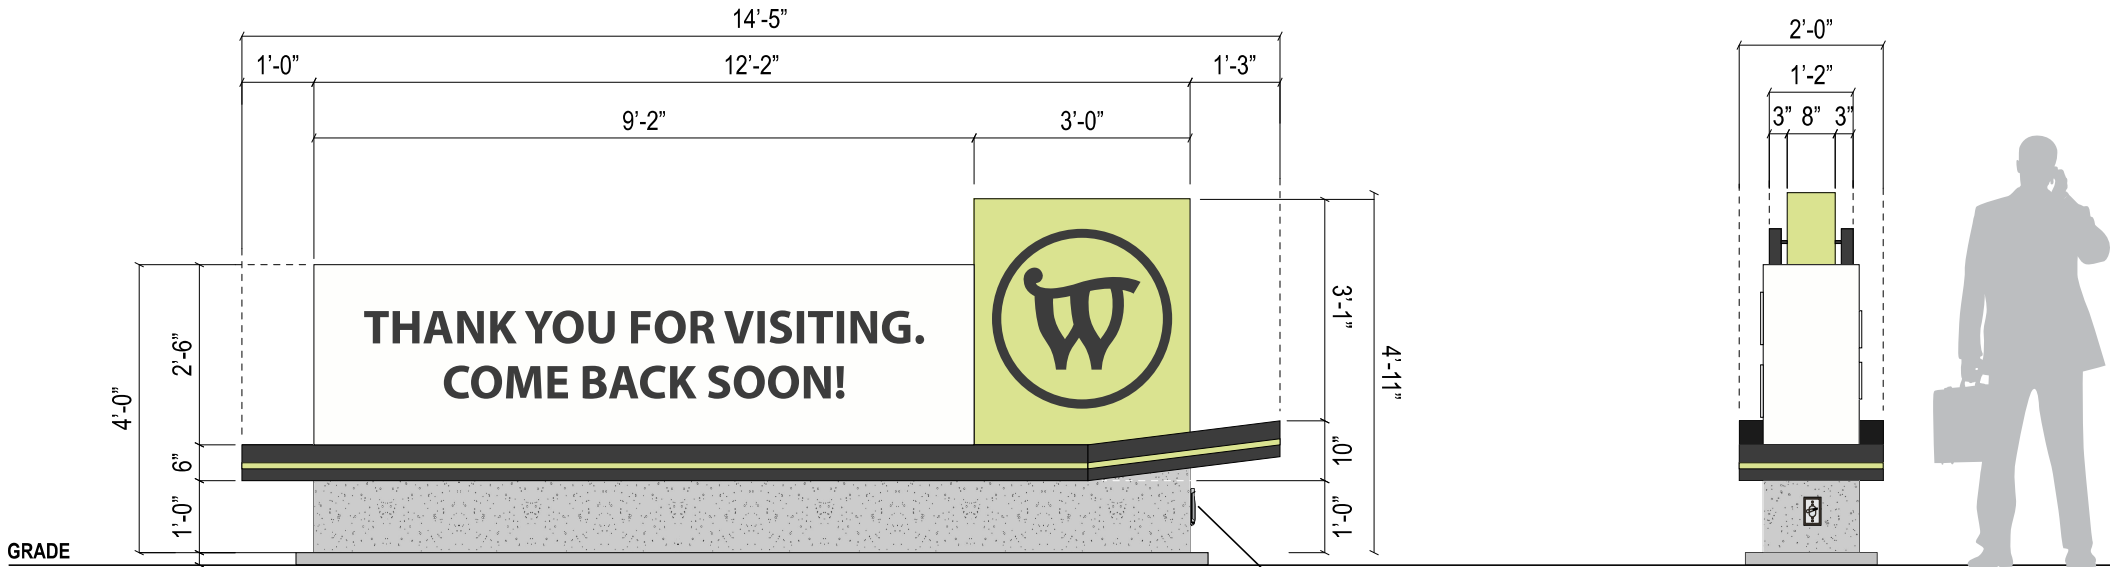 14’-5”
1’-0” 12’-2” 1’-3”
9’-2” 3’-0”
THANK YOU FOR VISITING.
COME BACK SOON!
W
4’-0”
2’-6”
6”
1’-0”
3’-1”
10”
1’-0”
4’-11”
GRADE
2’-0”
1’-2”
3” 8” 3”